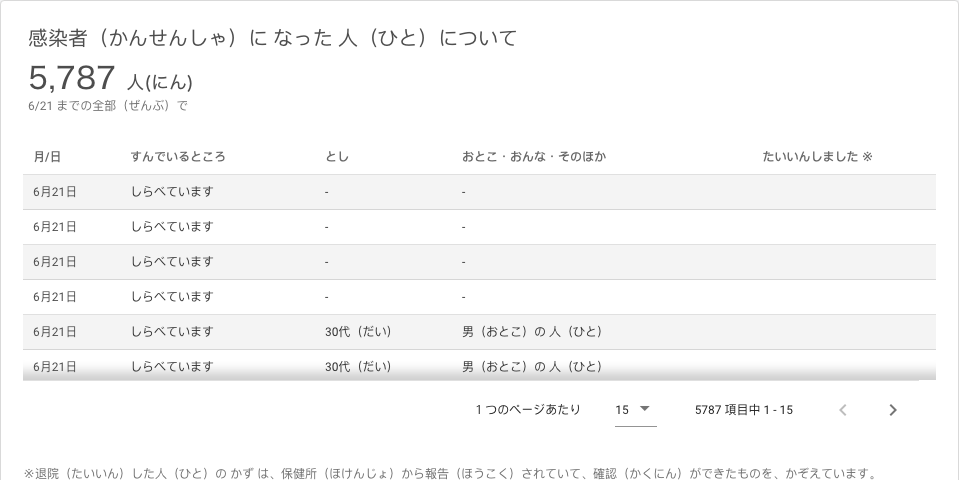 感染者（かんせんしゃ）に なった 人（ひと）について
5,787 人(にん)
6/21 までの全部（ぜんぶ）で
月/日 すんでいるところ とし おとこ・おんな・そのほか たいいんしました ※
6月21日 しらべています - -
6月21日 しらべています - -
6月21日 しらべています - -
6月21日 しらべています - -
6月21日 しらべています 30代（だい） 男（おとこ）の 人（ひと）
6月21日 しらべています 30代（だい） 男（おとこ）の 人（ひと）
1 つのページあたり 15 5787 項目中 1 - 15
※退院（たいいん）した人（ひと）の かず は、保健所（ほけんじょ）から報告（ほうこく）されていて、確認（かくにん）ができたものを、かぞえています。